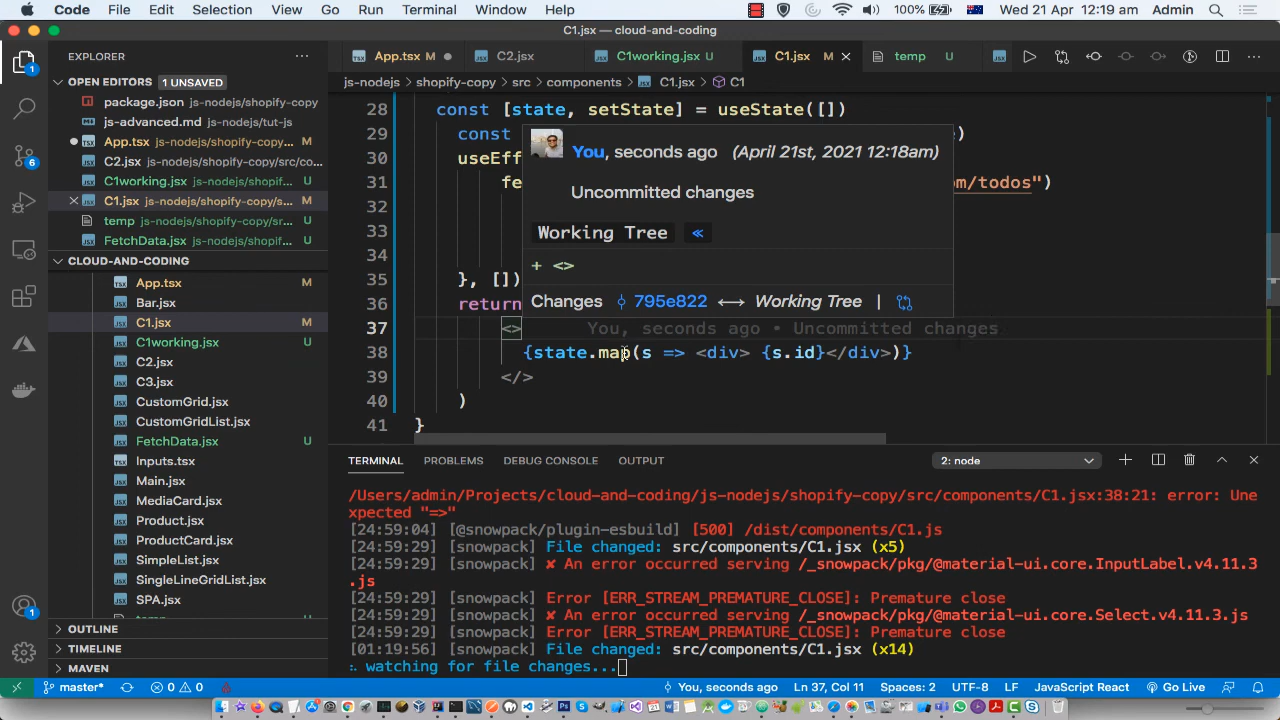 Code File Edit Selection View Go Run Terminal Window Help 100% Wed 21 Apr 12:19 am Admin
C1.jsx — cloud-and-coding
EXPLORER
App.tsx M C2.jsx C1working.jsx U C1.jsx M temp U
OPEN EDITORS 1 UNSAVED
js-nodejs shopify-copy src components C1.jsx C1
package.json js-nodejs/shopify-copy
js-advanced.md js-nodejs/tut-js
App.tsx js-nodejs/shopify-copy... M
C2.jsx js-nodejs/shopify-copy/src/co...
C1working.jsx js-nodejs/shopif... U
C1.jsx js-nodejs/shopify-copy/s... M
temp js-nodejs/shopify-copy/sr... U
FetchData.jsx js-nodejs/shopif... U
CLOUD-AND-CODING
App.tsx M
Bar.jsx
C1.jsx M
C1working.jsx U
C2.jsx
C3.jsx
CustomGrid.jsx
CustomGridList.jsx
FetchData.jsx U
Inputs.tsx
Main.jsx
MediaCard.jsx
Product.jsx
ProductCard.jsx
SimpleList.jsx
SingleLineGridList.jsx
SPA.jsx
OUTLINE
TIMELINE
MAVEN
28 const [state, setState] = useState([])
29 const )
30 useEff
31 fe om/todos")
32
33
34
35 }, [])
36 return
37 <> You, seconds ago • Uncommitted changes
38 {state.map(s => <div> {s.id}</div>)}
39 </>
40 )
41 }
You, seconds ago (April 21st, 2021 12:18am)
Uncommitted changes
Working Tree «
+ <>
Changes 795e822 ⟷ Working Tree |
TERMINAL PROBLEMS DEBUG CONSOLE OUTPUT 2: node
/Users/admin/Projects/cloud-and-coding/js-nodejs/shopify-copy/src/components/C1.jsx:38:21: error: Une
xpected "=>"
[24:59:04] [@snowpack/plugin-esbuild] [500] /dist/components/C1.js
[24:59:29] [snowpack] File changed: src/components/C1.jsx (x5)
[24:59:29] [snowpack] ✘ An error occurred serving /_snowpack/pkg/@material-ui.core.InputLabel.v4.11.3
.js
[24:59:29] [snowpack] Error [ERR_STREAM_PREMATURE_CLOSE]: Premature close
[24:59:29] [snowpack] ✘ An error occurred serving /_snowpack/pkg/@material-ui.core.Select.v4.11.3.js
[24:59:29] [snowpack] Error [ERR_STREAM_PREMATURE_CLOSE]: Premature close
[01:19:56] [snowpack] File changed: src/components/C1.jsx (x14)
watching for file changes...
master* 0 0 You, seconds ago Ln 37, Col 11 Spaces: 2 UTF-8 LF JavaScript React Go Live